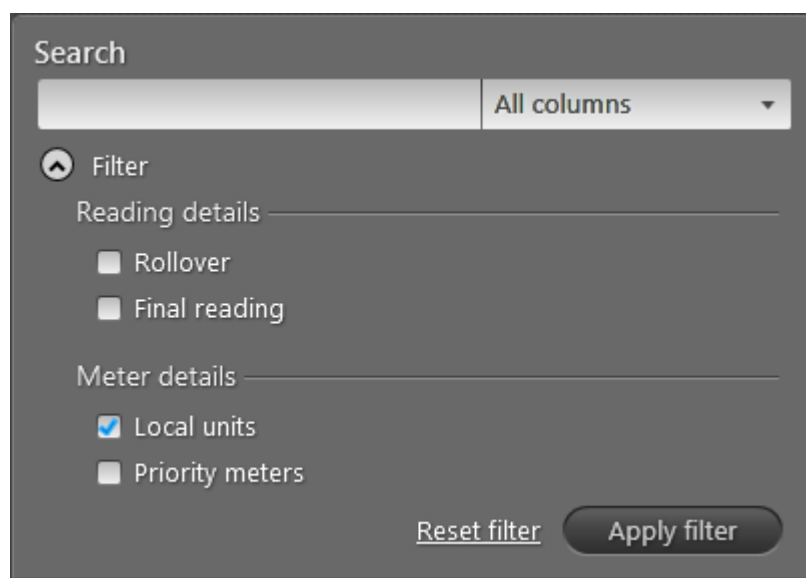 Search
All columns
Filter
Reading details
Rollover
Final reading
Meter details
Local units
Priority meters
Reset filter Apply filter